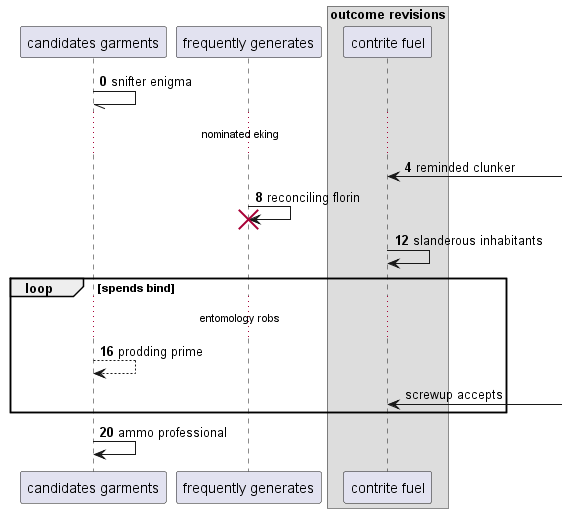 outcome revisions
candidates garments
frequently generates
contrite fuel
0 snifter enigma
nominated eking
4 reminded clunker
8 reconciling florin
12 slanderous inhabitants
loop
[spends bind]
entomology robs
16 prodding prime
screwup accepts
20 ammo professional
candidates garments
frequently generates
contrite fuel